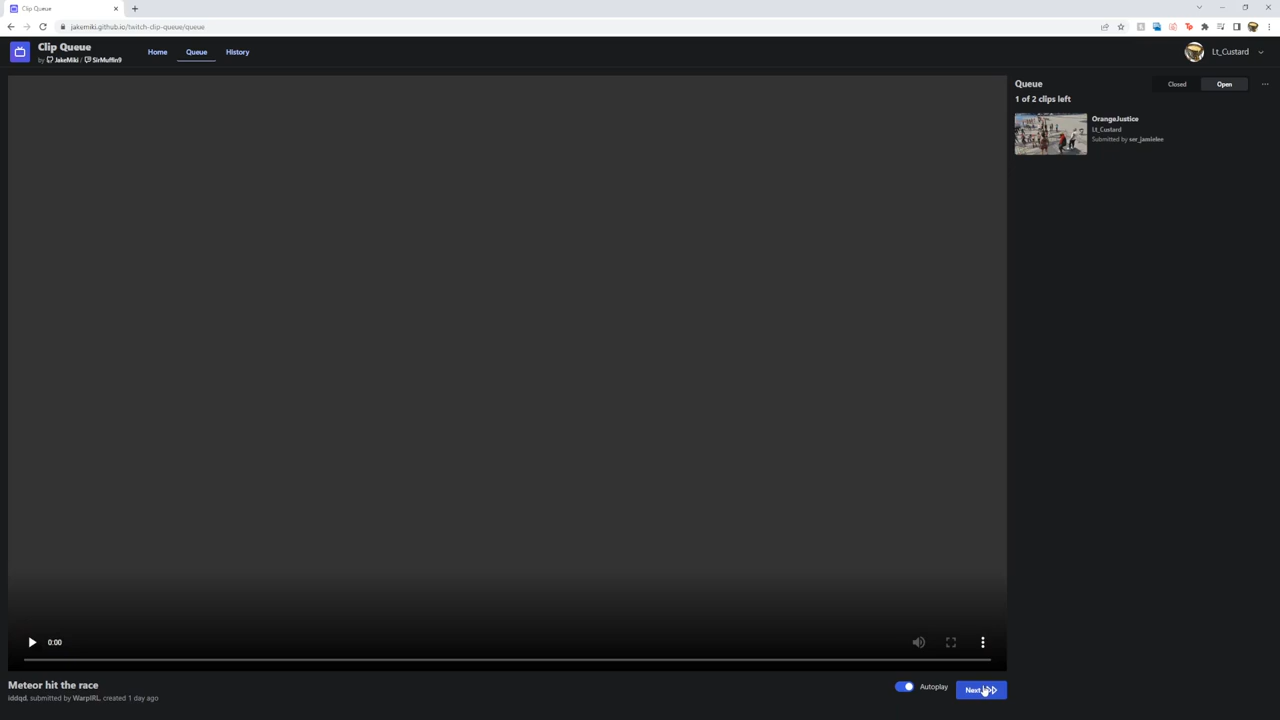 Clip Queue
jakemiki.github.io/twitch-clip-queue/queue
Clip Queue
by JakeMiki / SirMuffin9
Home
Queue
History
Lt_Custard
Queue
Closed
Open
1 of 2 clips left
OrangeJustice
Lt_Custard
Submitted by ser_jamielee
0:00
Meteor hit the race
iddqd, submitted by WarpIRL, created 1 day ago
Autoplay
Next